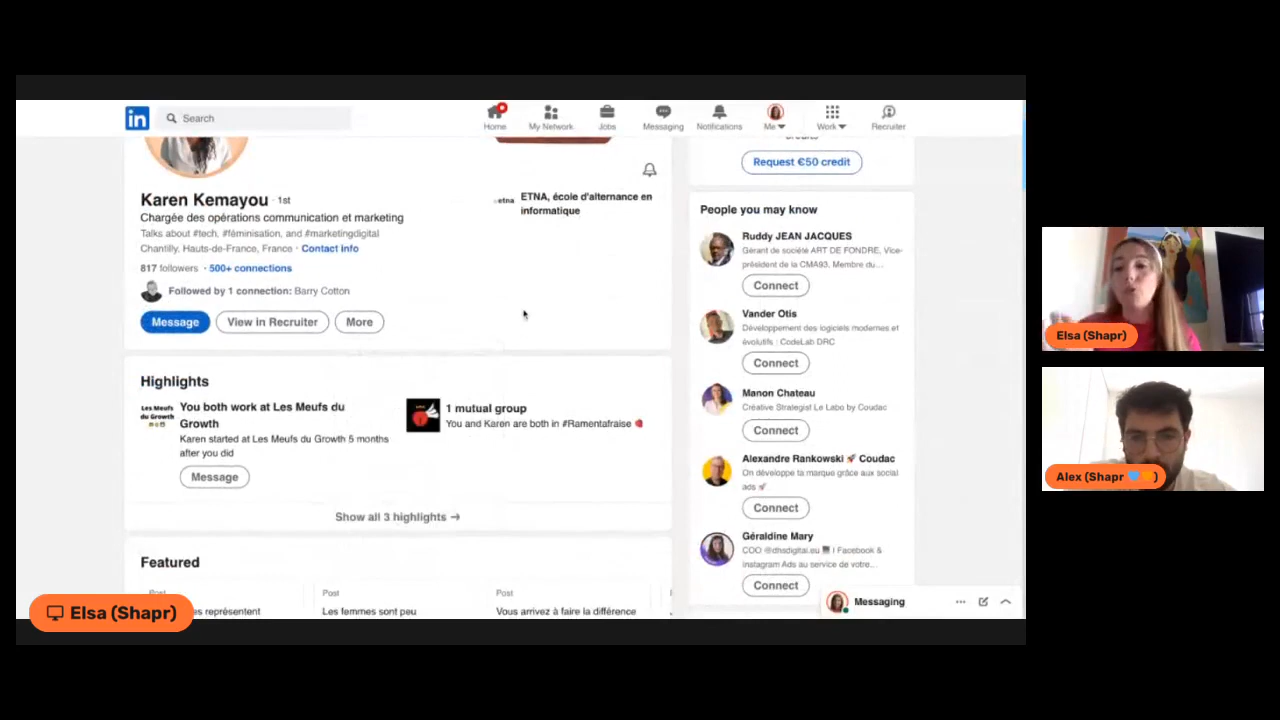 in
Search
Home
My Network
Jobs
Messaging
Notifications
Me
Work
Recruiter
Karen Kemayou · 1st
Chargée des opérations communication et marketing
Talks about #tech, #féminisation, and #marketingdigital
Chantilly, Hauts-de-France, France · Contact info
817 followers · 500+ connections
Followed by 1 connection: Barry Cotton
Message
View in Recruiter
More
etna
ETNA, école d'alternance en
informatique
Highlights
Les Meufs
du Growth
You both work at Les Meufs du
Growth
Karen started at Les Meufs du Growth 5 months
after you did
Message
1 mutual group
You and Karen are both in #Ramentafraise
Show all 3 highlights →
Featured
Post
es représentent
Post
Les femmes sont peu
Post
Vous arrivez à faire la différence
Request €50 credit
People you may know
Ruddy JEAN JACQUES
Gérant de société ART DE FONDRE, Vice-
président de la CMA93, Membre du...
Connect
Vander Otis
Développement des logiciels modernes et
évolutifs | CodeLab DRC
Connect
Manon Chateau
Créative Strategist Le Labo by Coudac
Connect
Alexandre Rankowski 🚀 Coudac
On développe ta marque grâce aux social
ads 🚀
Connect
Géraldine Mary
COO @dhsdigital.eu | Facebook &
Instagram Ads au service de votre...
Connect
Messaging
Elsa (Shapr)
Elsa (Shapr)
Alex (Shapr 💙🧡)